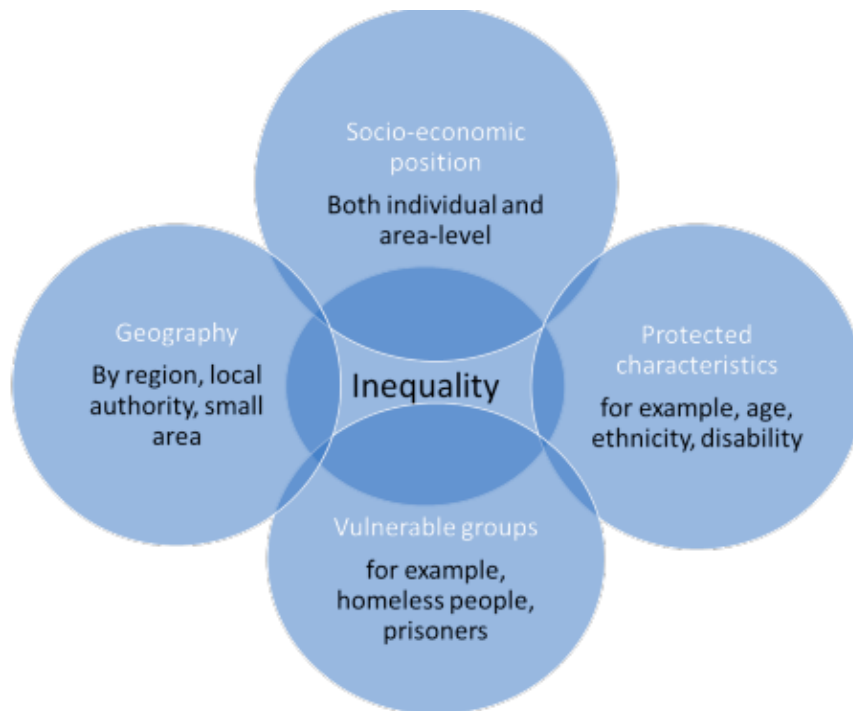 Socio-economic
position
Both individual and
area-level
Geography
By region, local
authority, small
area
Inequality
Protected
characteristics
for example, age,
ethnicity, disability
Vulnerable groups
for example,
homeless people,
prisoners